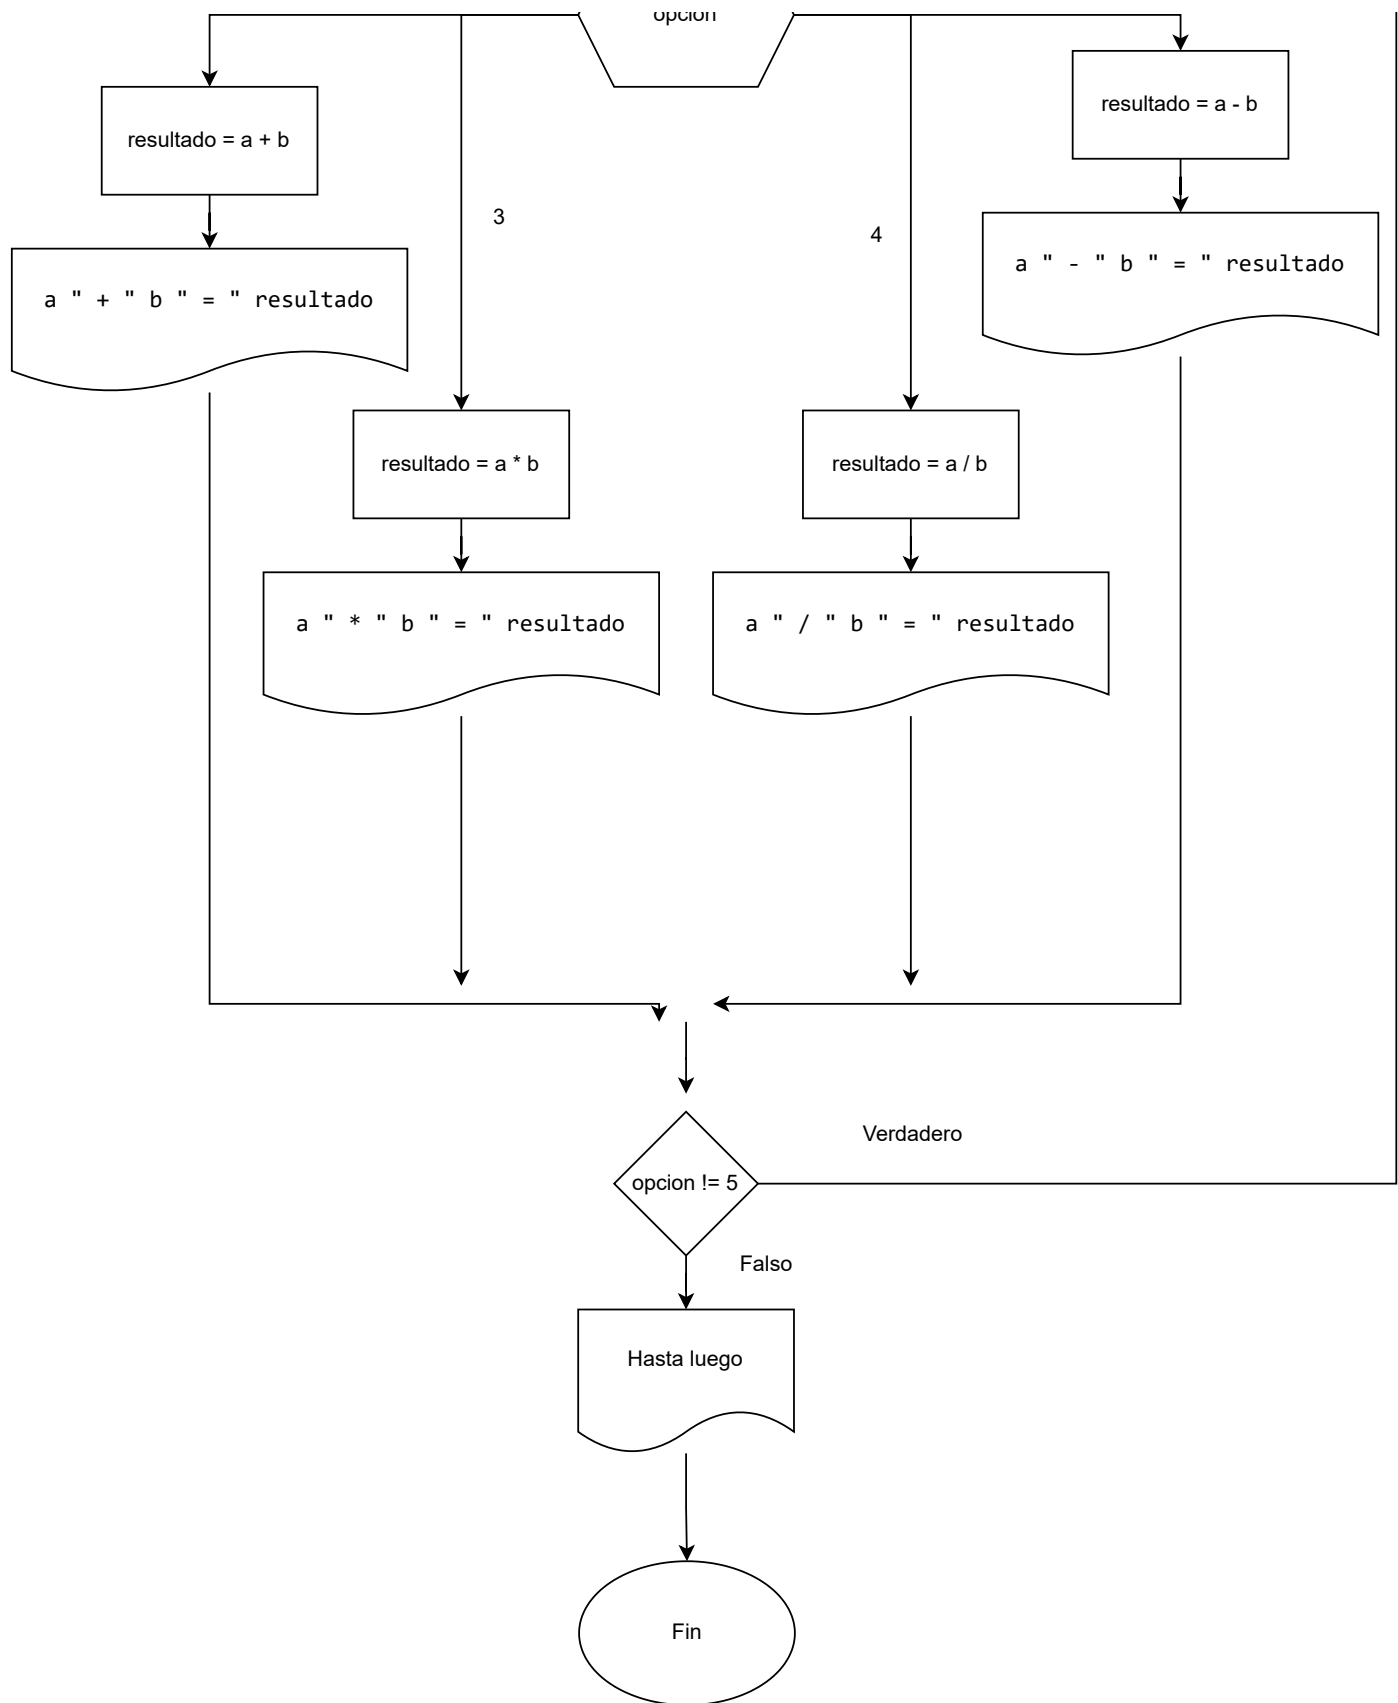 opcion
resultado = a - b
resultado = a + b
3
4
a " - " b " = " resultado
a " + " b " = " resultado
resultado = a * b
resultado = a / b
a " * " b " = " resultado
a " / " b " = " resultado
Verdadero
opcion != 5
Falso
Hasta luego
Fin